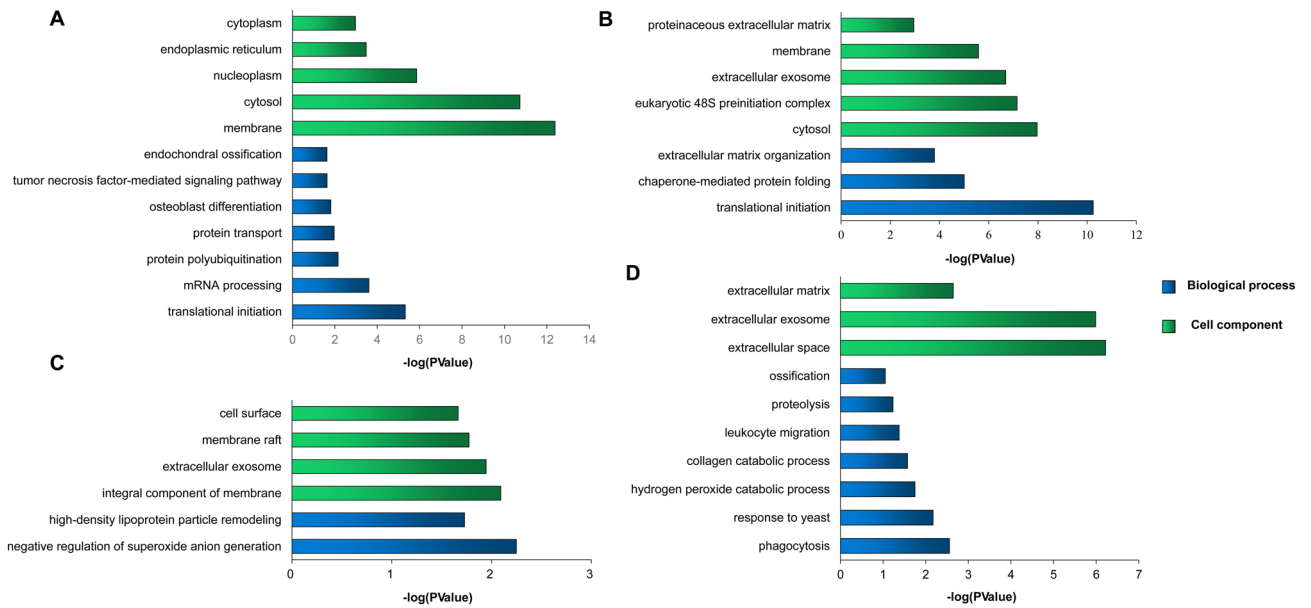 A
cytoplasm
endoplasmic reticulum
nucleoplasm
cytosol
membrane
endochondral ossification
tumor necrosis factor-mediated signaling pathway
osteoblast differentiation
protein transport
protein polyubiquitination
mRNA processing
translational initiation
0 2 4 6 8 10 12 14
-log(PValue)
B
proteinaceous extracellular matrix
membrane
extracellular exosome
eukaryotic 48S preinitiation complex
cytosol
extracellular matrix organization
chaperone-mediated protein folding
translational initiation
0 2 4 6 8 10 12
-log(PValue)
C
cell surface
membrane raft
extracellular exosome
integral component of membrane
high-density lipoprotein particle remodeling
negative regulation of superoxide anion generation
0 1 2 3
-log(PValue)
D
extracellular matrix
extracellular exosome
extracellular space
ossification
proteolysis
leukocyte migration
collagen catabolic process
hydrogen peroxide catabolic process
response to yeast
phagocytosis
0 1 2 3 4 5 6 7
-log(PValue)
Biological process
Cell component